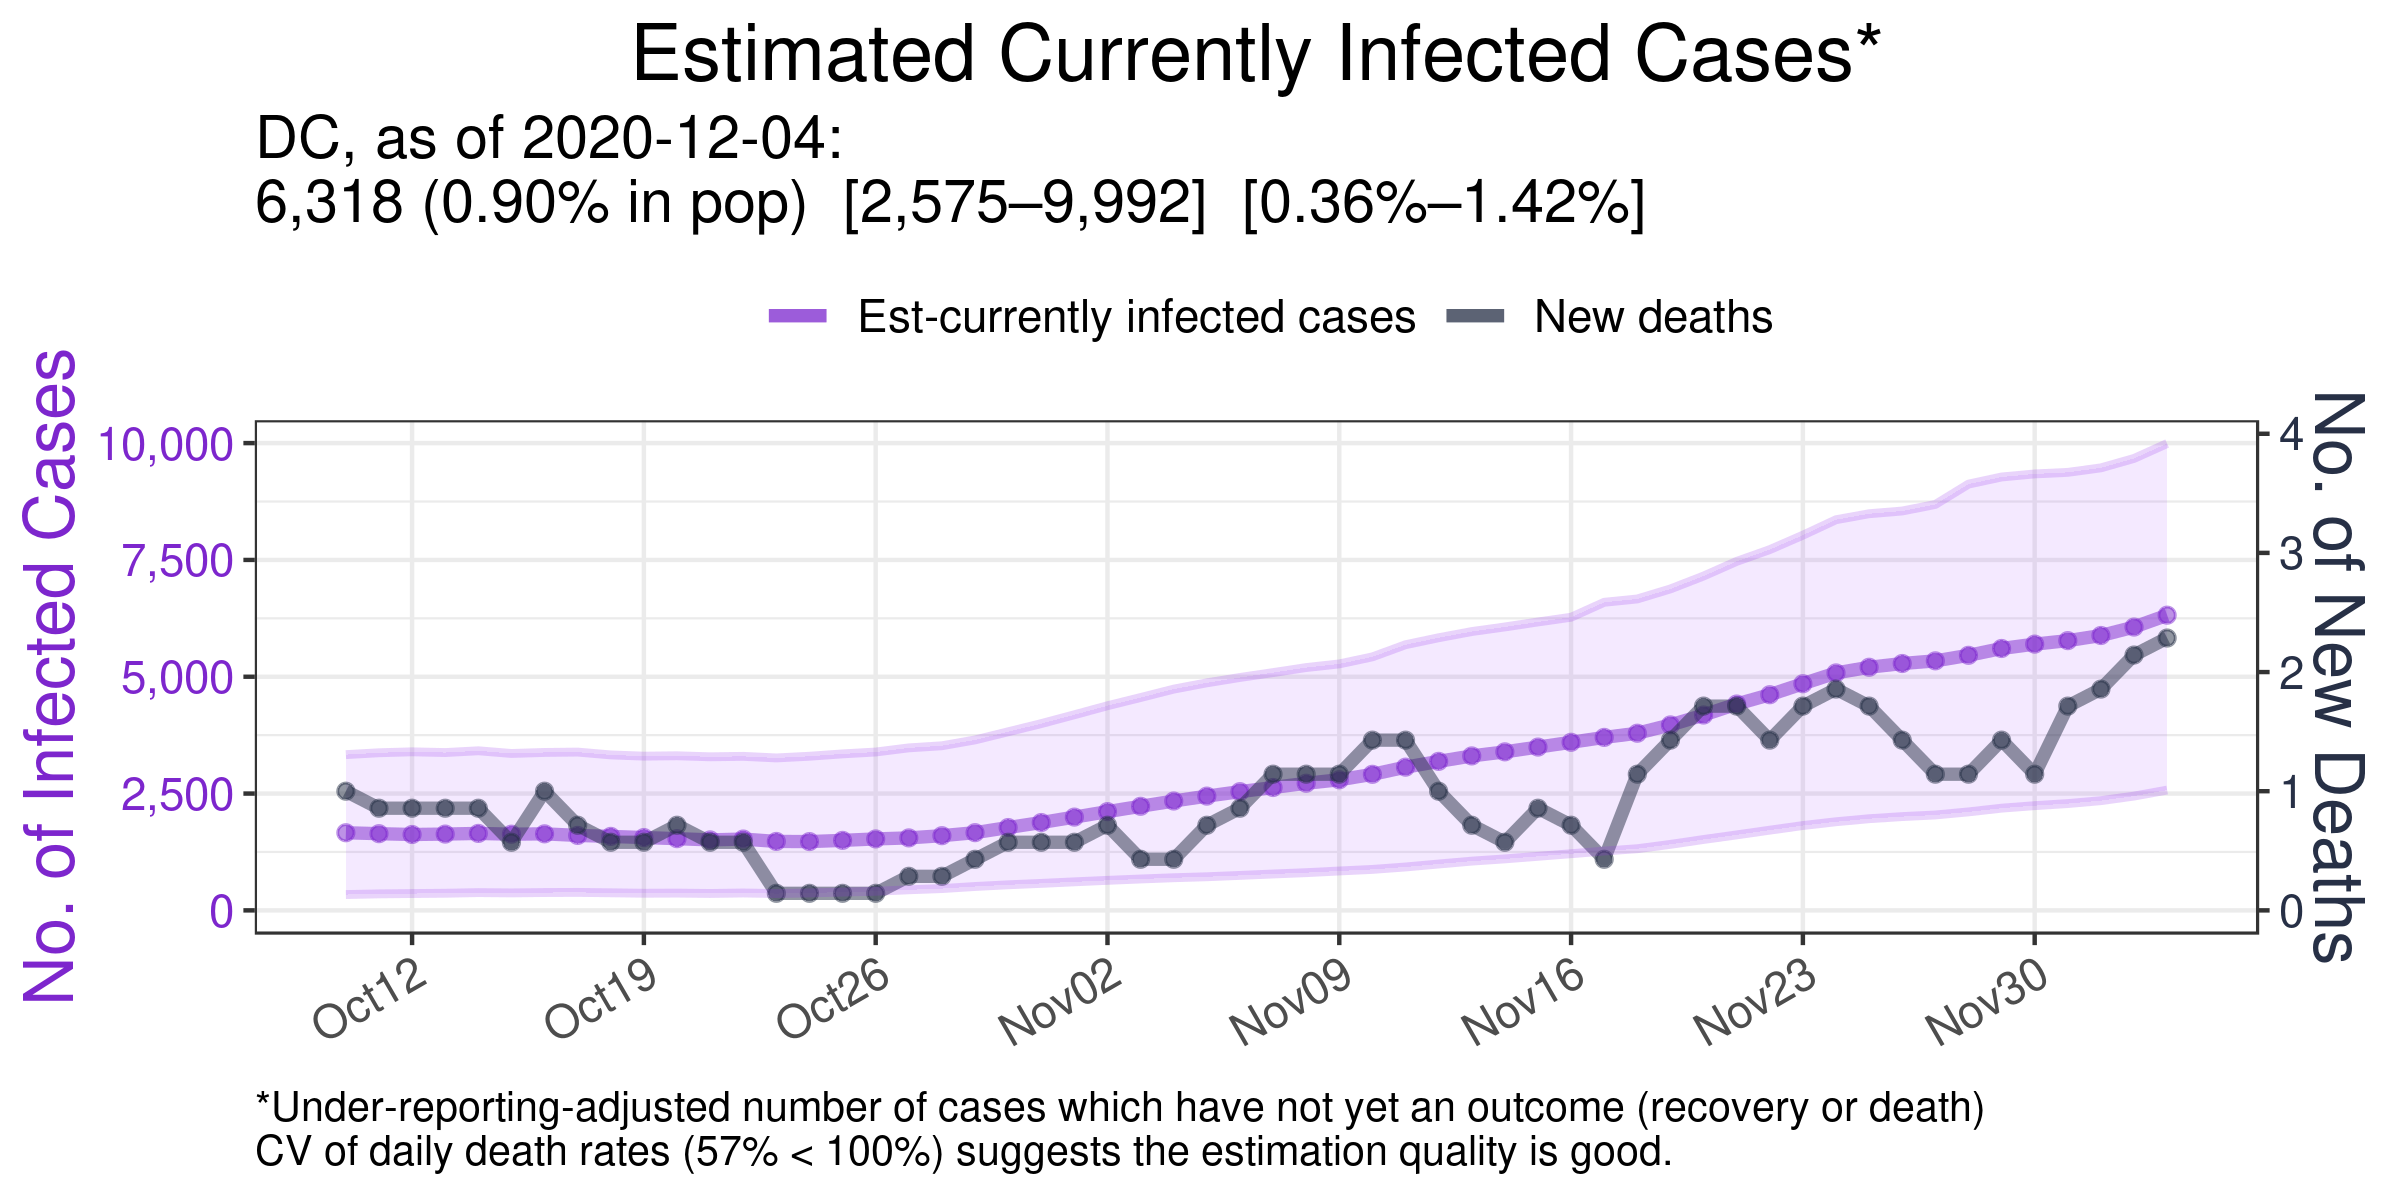 Estimated Currently Infected Cases*
DC, as of 2020-12-04:
6,318 (0.90% in pop)  [2,575–9,992]  [0.36%–1.42%]
Est-currently infected cases
New deaths
No. of Infected Cases
10,000
7,500
5,000
2,500
0
4
3
2
1
0
No. of New Deaths
Oct12
Oct19
Oct26
Nov02
Nov09
Nov16
Nov23
Nov30
*Under-reporting-adjusted number of cases which have not yet an outcome (recovery or death)
CV of daily death rates (57% < 100%) suggests the estimation quality is good.